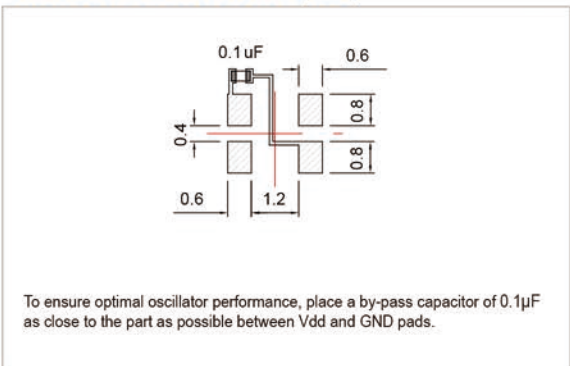 0.1uF
0.6
0.8
0.4
0.8
0.6
1.2
To ensure optimal oscillator performance, place a by-pass capacitor of 0.1µF
as close to the part as possible between Vdd and GND pads.